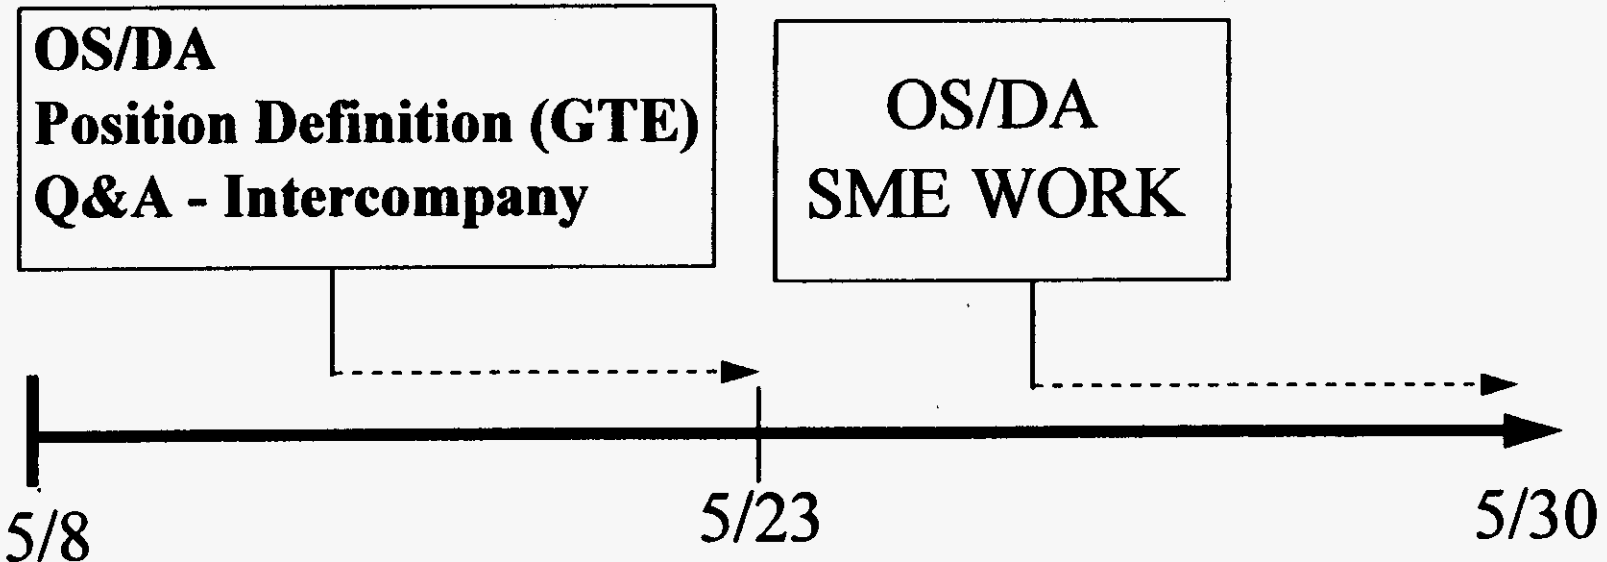 OS/DA
Position Definition (GTE)
Q&A - Intercompany
OS/DA
SME WORK
5/8
5/23
5/30